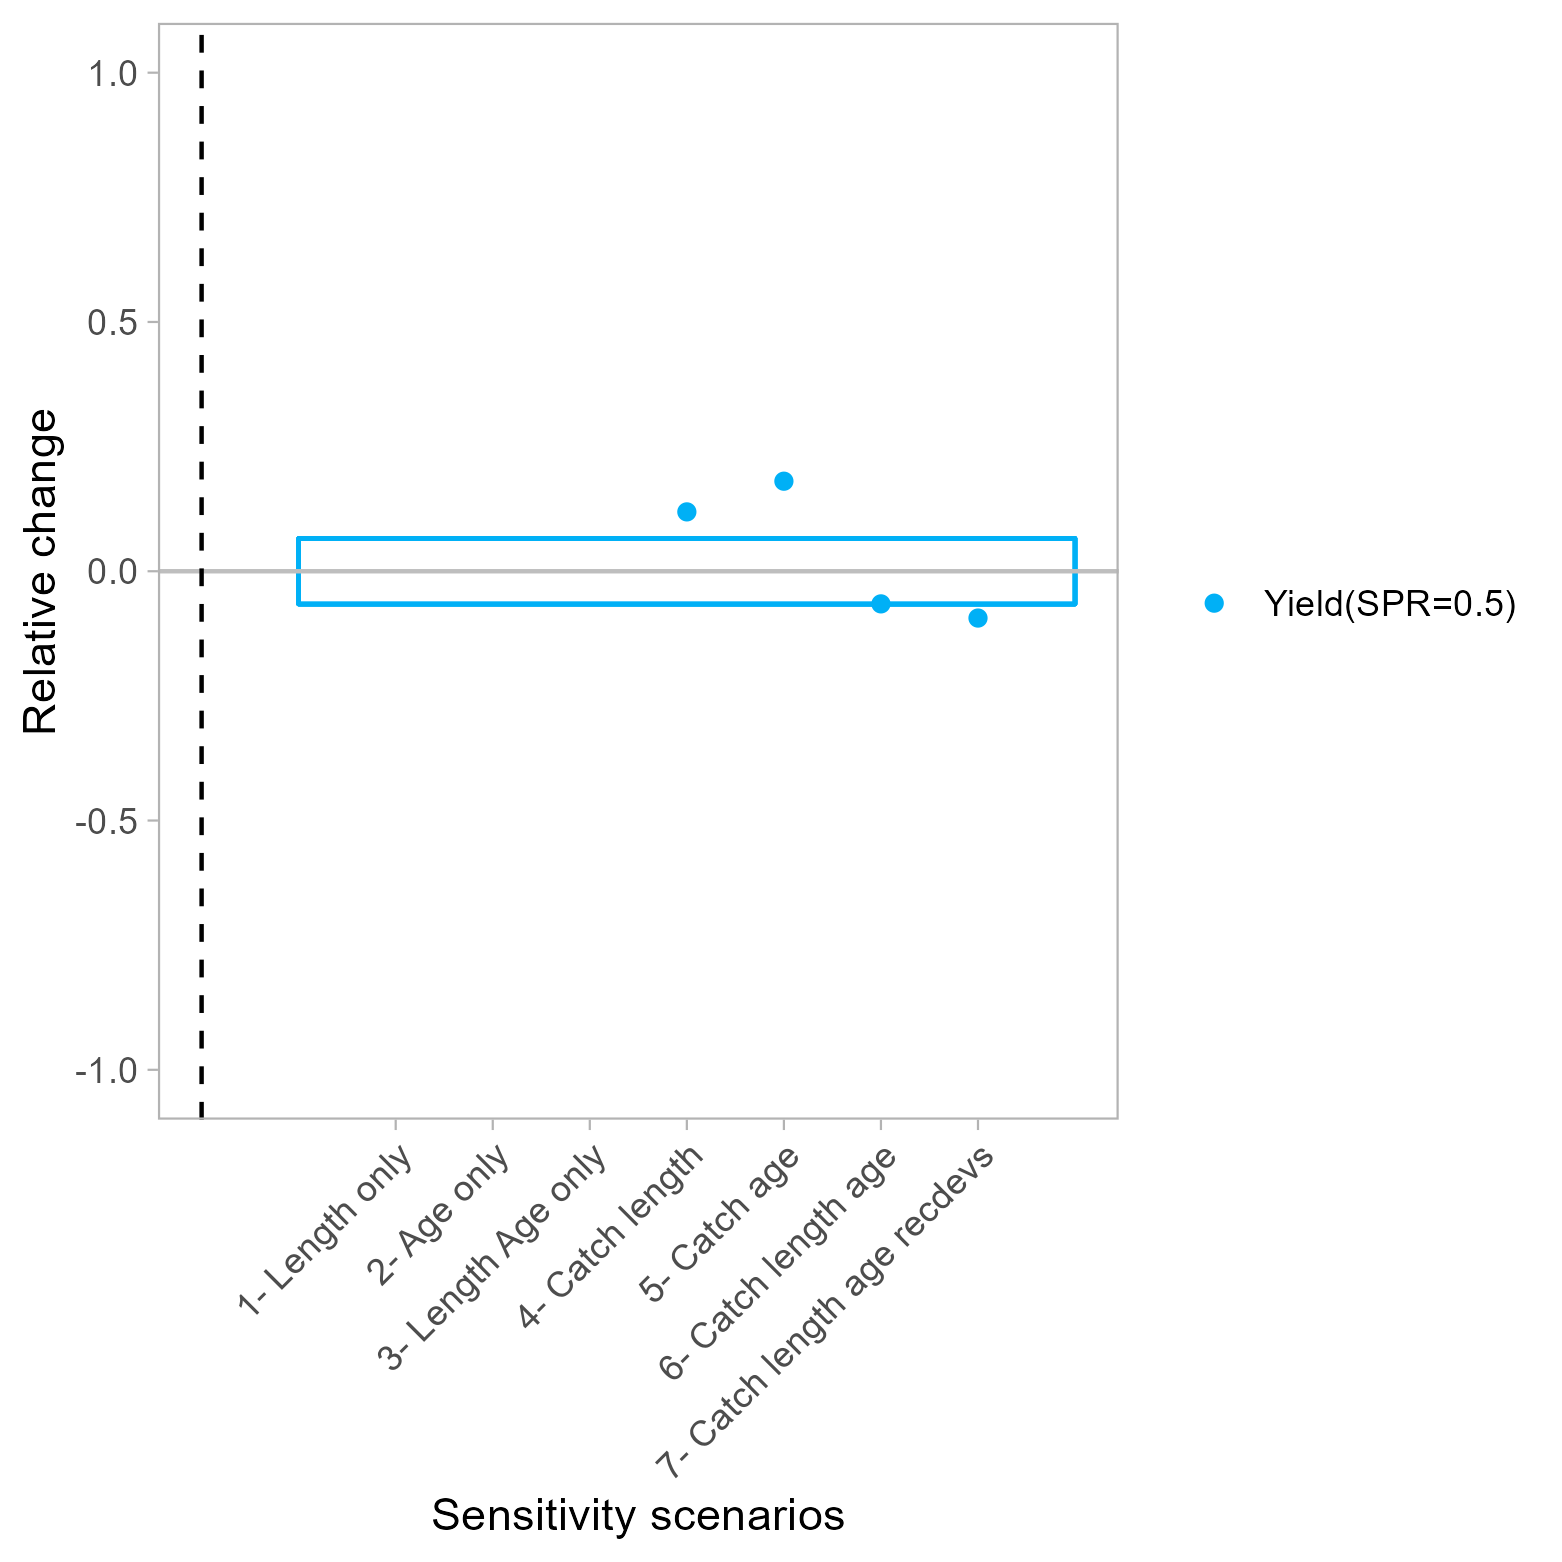 Relative change
1.0
0.5
0.0
-0.5
-1.0
1- Length only
2- Age only
3- Length Age only
4- Catch length
5- Catch age
6- Catch length age
7- Catch length age recdevs
Sensitivity scenarios
Yield(SPR=0.5)